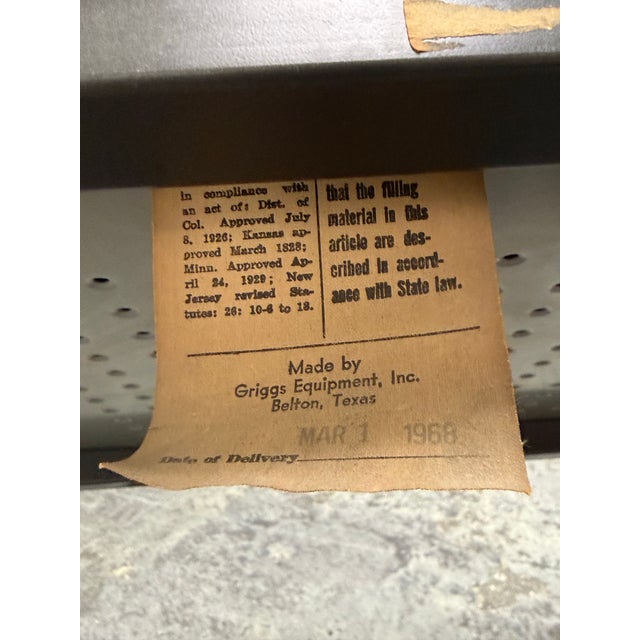 in compliance with
an act of: Dist. of
Col. Approved July
8, 1926; Kansas ap-
proved March 1828;
Minn. Approved Ap-
ril 24, 1929; New
Jersey revised Sta-
tutes: 26: 10-6 to 18.
that the filling
material in this
article are des-
cribed in accord-
ance with State law.
Made by
Griggs Equipment, Inc.
Belton, Texas
MAR 1 1968
Date of Delivery